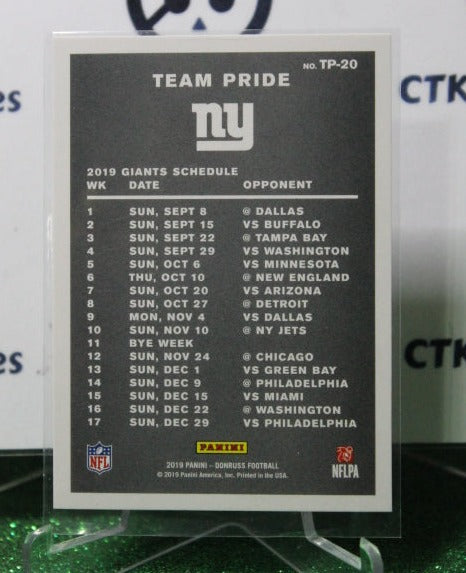 NO. TP-20
TEAM PRIDE
ny
2019 GIANTS SCHEDULE
WK DATE OPPONENT
1 SUN, SEPT 8 @ DALLAS
2 SUN, SEPT 15 VS BUFFALO
3 SUN, SEPT 22 @ TAMPA BAY
4 SUN, SEPT 29 VS WASHINGTON
5 SUN, OCT 6 VS MINNESOTA
6 THU, OCT 10 @ NEW ENGLAND
7 SUN, OCT 20 VS ARIZONA
8 SUN, OCT 27 @ DETROIT
9 MON, NOV 4 VS DALLAS
10 SUN, NOV 10 @ NY JETS
11 BYE WEEK
12 SUN, NOV 24 @ CHICAGO
13 SUN, DEC 1 VS GREEN BAY
14 SUN, DEC 9 @ PHILADELPHIA
15 SUN, DEC 15 VS MIAMI
16 SUN, DEC 22 @ WASHINGTON
17 SUN, DEC 29 VS PHILADELPHIA
NFL
PANINI
NFLPA
2019 PANINI – DONRUSS FOOTBALL
© 2019 Panini America, Inc. Printed in the USA.
es
CTK
es
CTK